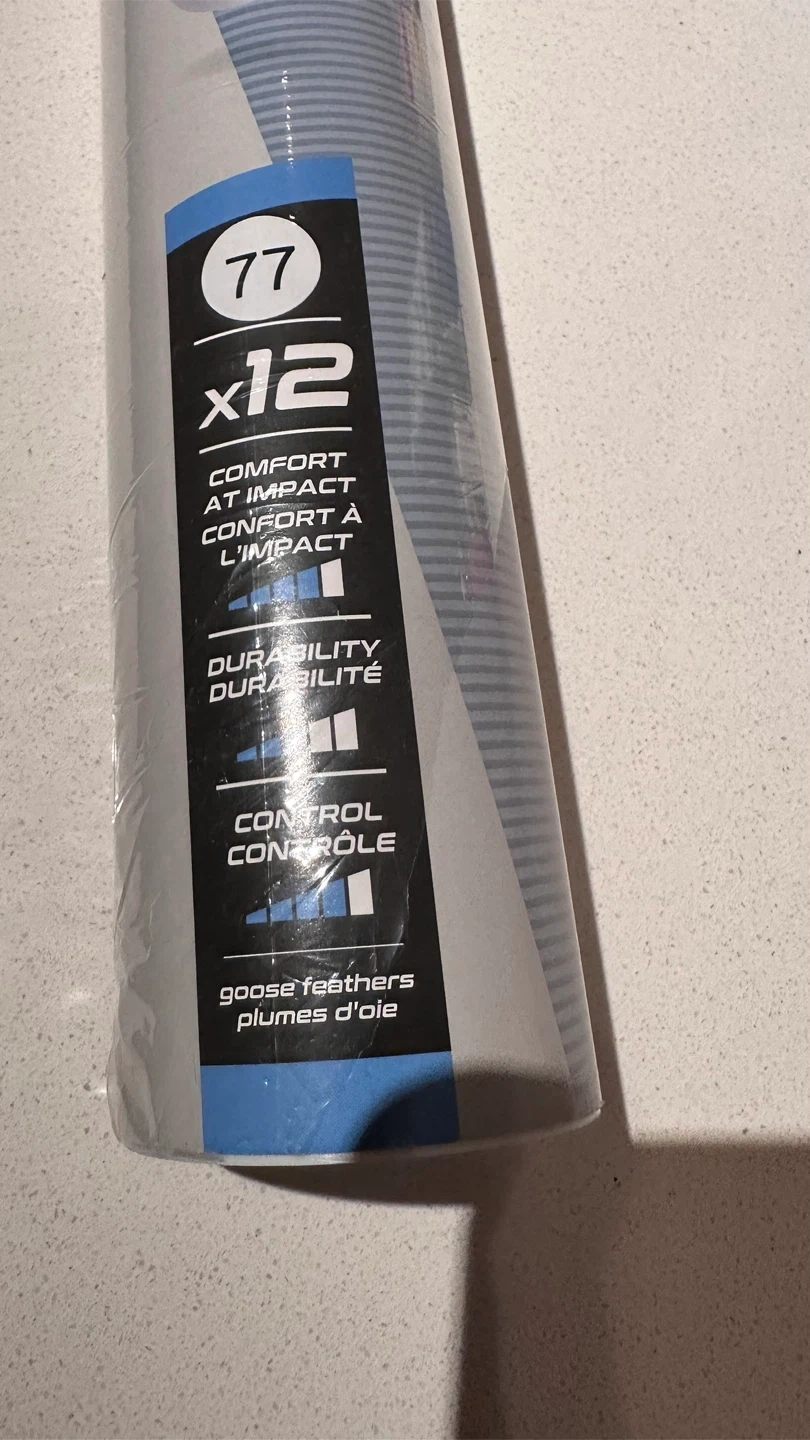 77
x12
COMFORT
AT IMPACT
CONFORT À
L'IMPACT
DURABILITY
DURABILITÉ
CONTROL
CONTRÔLE
goose feathers
plumes d'oie